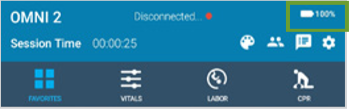 OMNI 2 Disconnected... 100%
Session Time 00:00:25
FAVORITES VITALS LABOR CPR